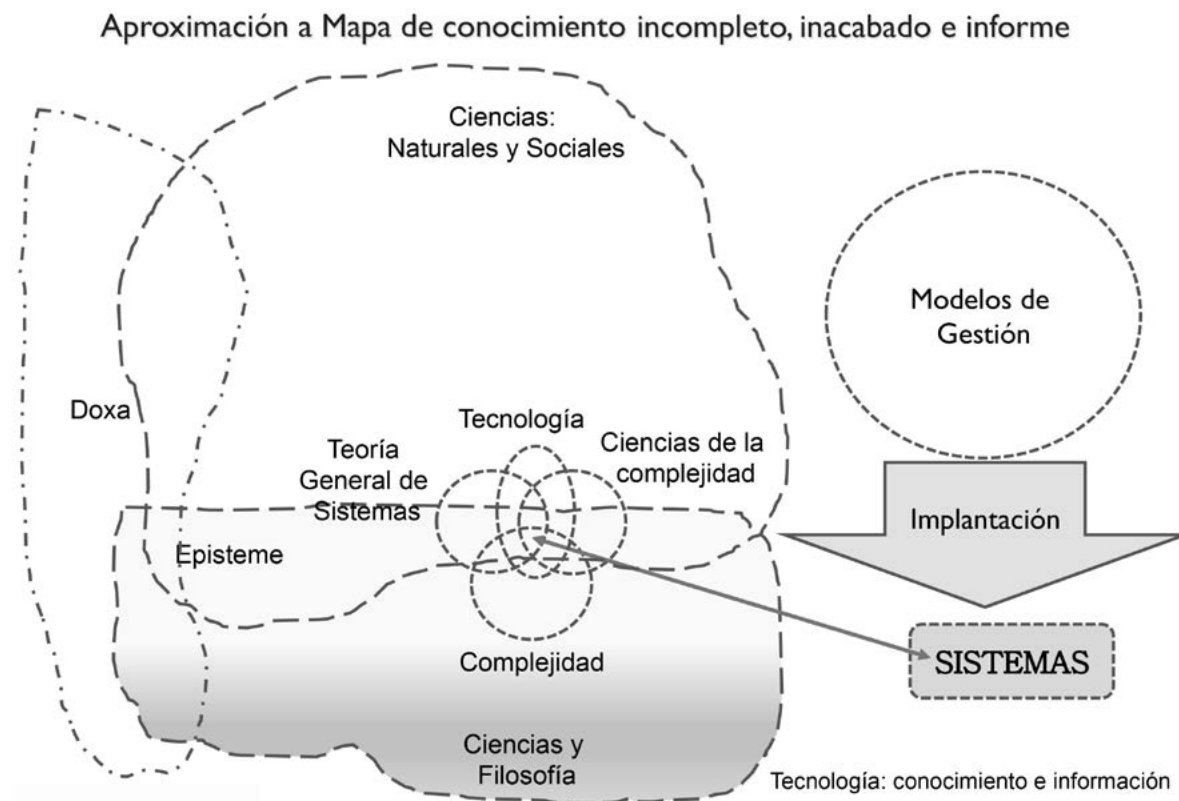 Aproximación a Mapa de conocimiento incompleto, inacabado e informe
Ciencias:
Naturales y Sociales
Modelos de
Gestión
Doxa
Tecnología
Teoría
General de
Sistemas
Ciencias de la
complejidad
Implantación
Episteme
Complejidad
SISTEMAS
Ciencias y
Filosofía
Tecnología: conocimiento e información